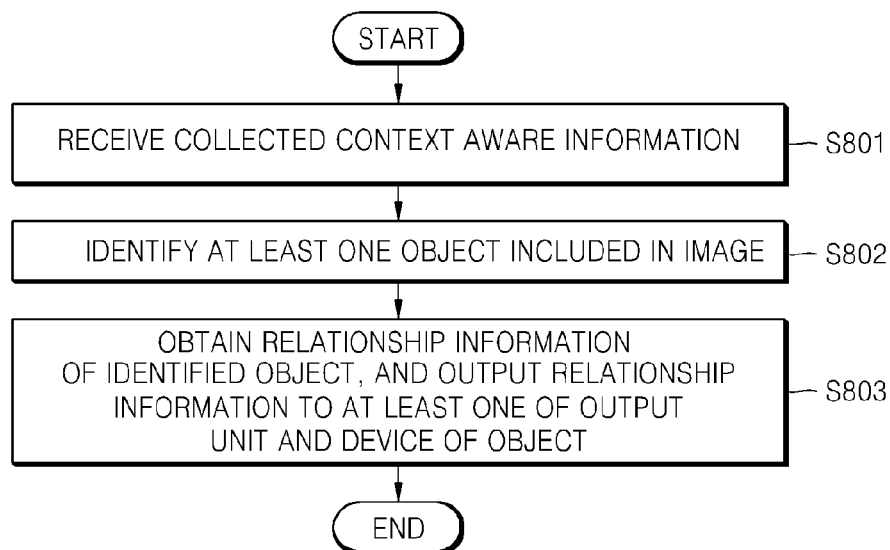 START
RECEIVE COLLECTED CONTEXT AWARE INFORMATION
S801
IDENTIFY AT LEAST ONE OBJECT INCLUDED IN IMAGE
S802
OBTAIN RELATIONSHIP INFORMATION
OF IDENTIFIED OBJECT, AND OUTPUT RELATIONSHIP
INFORMATION TO AT LEAST ONE OF OUTPUT
UNIT AND DEVICE OF OBJECT
S803
END